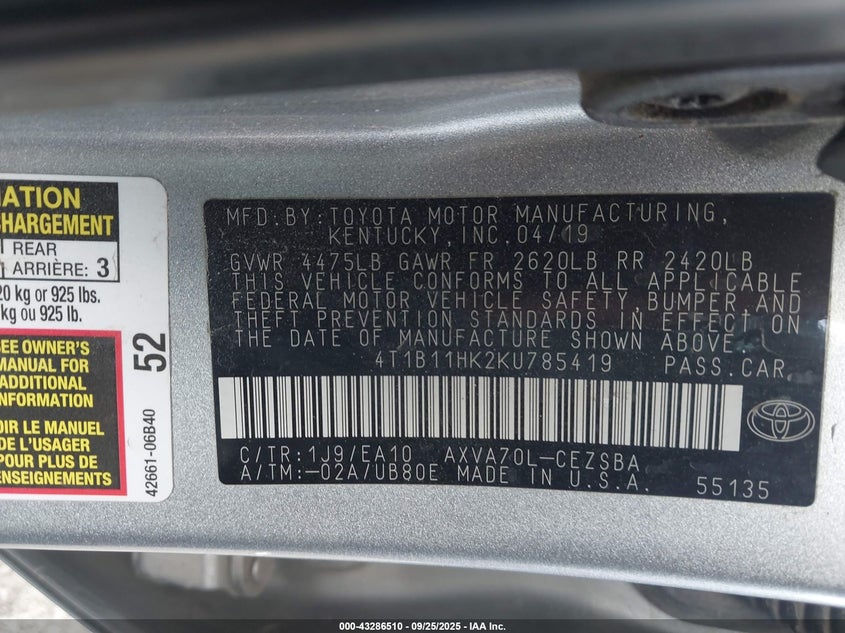 ATION
CHARGEMENT
REAR
ARRIÈRE: 3
20 kg or 925 lbs.
kg ou 925 lb.
SEE OWNER'S
MANUAL FOR
ADDITIONAL
INFORMATION
OIR LE MANUEL
DE L'USAGER
POUR PLUS DE
RENSEIGNEMENTS
52
42661-06B40
MFD.BY:TOYOTA MOTOR MANUFACTURING,
KENTUCKY,INC.04/19
GVWR 4475LB GAWR FR 2620LB RR 2420LB
THIS VEHICLE CONFORMS TO ALL APPLICABLE
FEDERAL MOTOR VEHICLE SAFETY,BUMPER,AND
THEFT PREVENTION STANDARDS IN EFFECT ON
THE DATE OF MANUFACTURE SHOWN ABOVE.
4T1B11HK2KU785419 PASS.CAR
C/TR:1J9/EA10 AXVA70L-CEZSBA
A/TM:-02A/UB80E MADE IN U.S.A. 55135
000-43286510 - 09/25/2025 - IAA Inc.